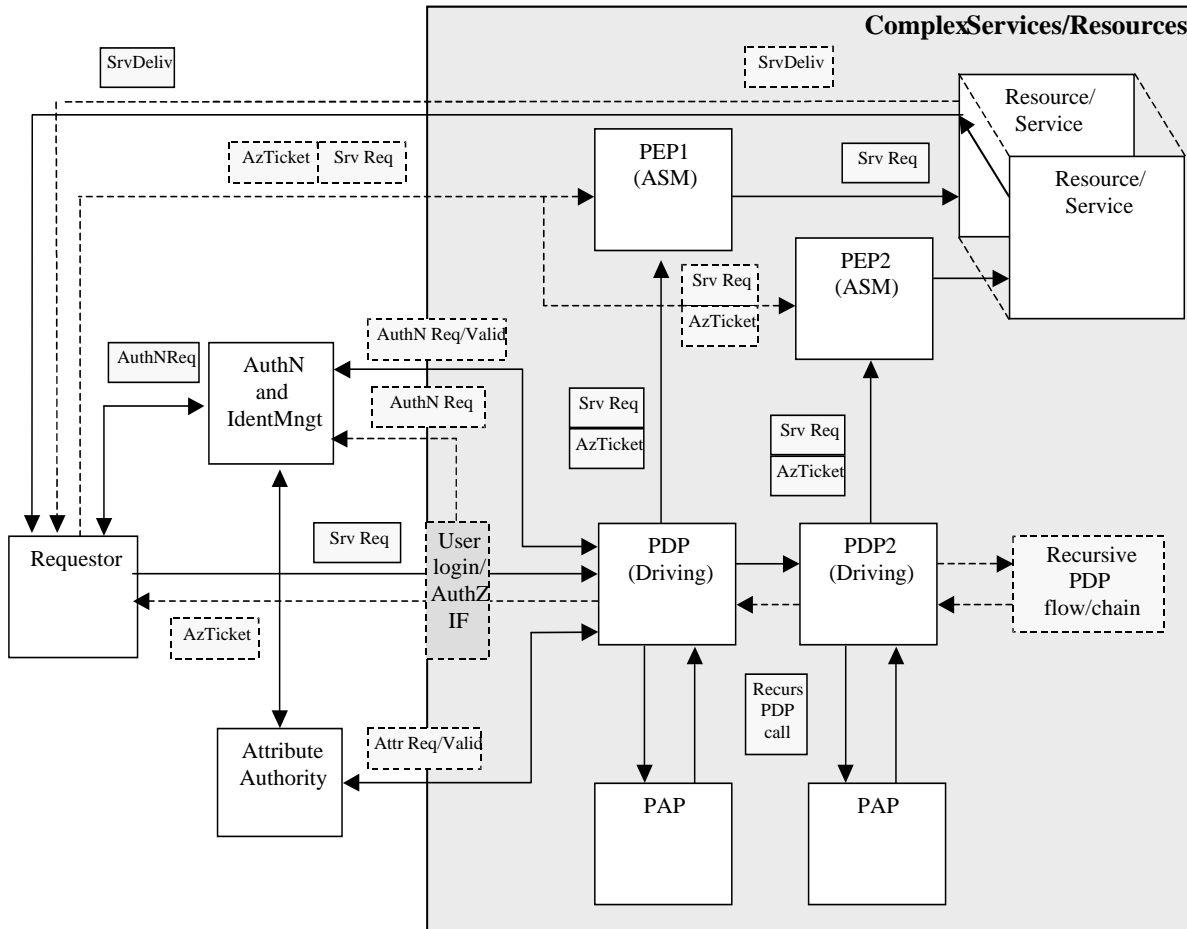 ComplexServices/Resources
SrvDeliv
SrvDeliv
Resource/
Service
AzTicket
Srv Req
PEP1
(ASM)
Srv Req
Resource/
Service
PEP2
(ASM)
Srv Req
AzTicket
AuthN Req/Valid
AuthNReq
AuthN
and
IdentMngt
AuthN Req
Srv Req
AzTicket
Srv Req
AzTicket
Requestor
Srv Req
User
login/
AuthZ
IF
PDP
(Driving)
PDP2
(Driving)
Recursive
PDP
flow/chain
AzTicket
Recurs
PDP
call
Attribute
Authority
Attr Req/Valid
PAP
PAP